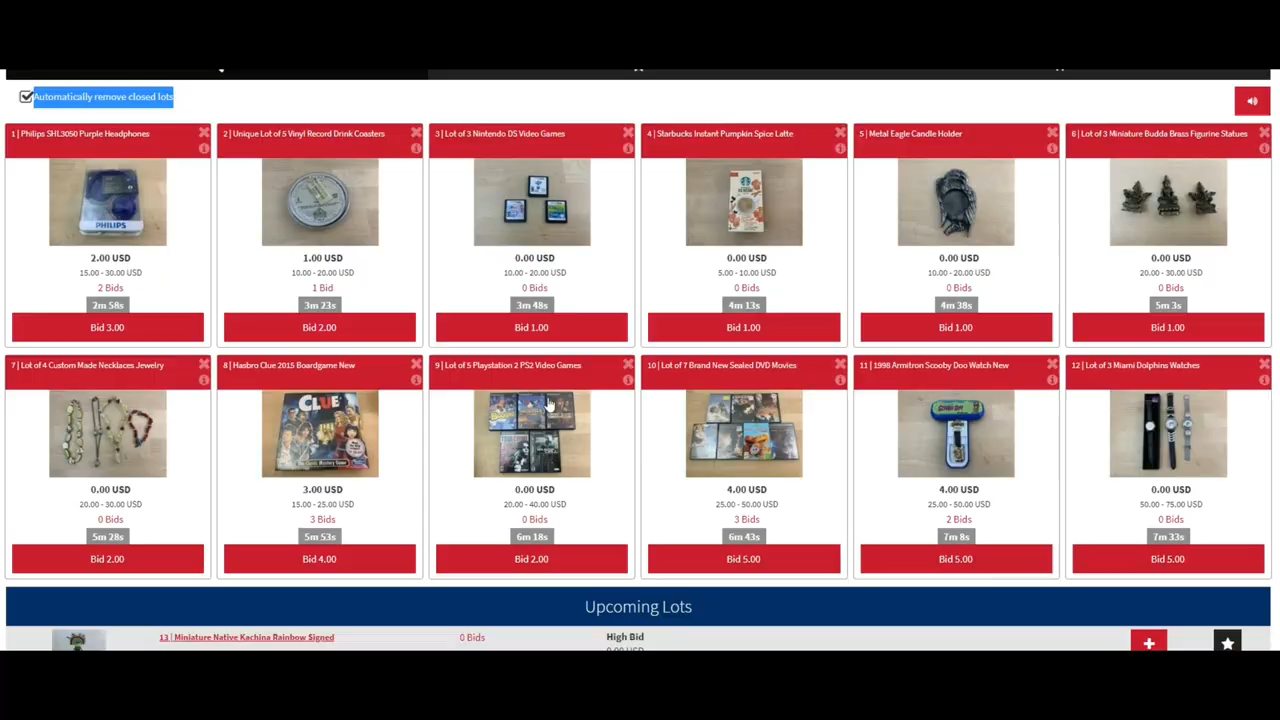 Automatically remove closed lots
1 | Philips SHL3050 Purple Headphones
2 | Unique Lot of 5 Vinyl Record Drink Coasters
3 | Lot of 3 Nintendo DS Video Games
4 | Starbucks Instant Pumpkin Spice Latte
5 | Metal Eagle Candle Holder
6 | Lot of 3 Miniature Budda Brass Figurine Statues
PHILIPS
2.00 USD
1.00 USD
0.00 USD
0.00 USD
0.00 USD
0.00 USD
15.00 - 30.00 USD
10.00 - 20.00 USD
10.00 - 20.00 USD
5.00 - 10.00 USD
10.00 - 20.00 USD
20.00 - 30.00 USD
2 Bids
1 Bid
0 Bids
0 Bids
0 Bids
0 Bids
2m 58s
3m 23s
3m 48s
4m 13s
4m 38s
5m 3s
Bid 3.00
Bid 2.00
Bid 1.00
Bid 1.00
Bid 1.00
Bid 1.00
7 | Lot of 4 Custom Made Necklaces Jewelry
8 | Hasbro Clue 2015 Boardgame New
9 | Lot of 5 Playstation 2 PS2 Video Games
10 | Lot of 7 Brand New Sealed DVD Movies
11 | 1998 Armitron Scooby Doo Watch New
12 | Lot of 3 Miami Dolphins Watches
CLUE
0.00 USD
3.00 USD
0.00 USD
4.00 USD
4.00 USD
0.00 USD
20.00 - 30.00 USD
15.00 - 25.00 USD
20.00 - 40.00 USD
25.00 - 50.00 USD
25.00 - 50.00 USD
50.00 - 75.00 USD
0 Bids
3 Bids
0 Bids
3 Bids
2 Bids
0 Bids
5m 28s
5m 53s
6m 18s
6m 43s
7m 8s
7m 33s
Bid 2.00
Bid 4.00
Bid 2.00
Bid 5.00
Bid 5.00
Bid 5.00
Upcoming Lots
13 | Miniature Native Kachina Rainbow Signed
0 Bids
High Bid